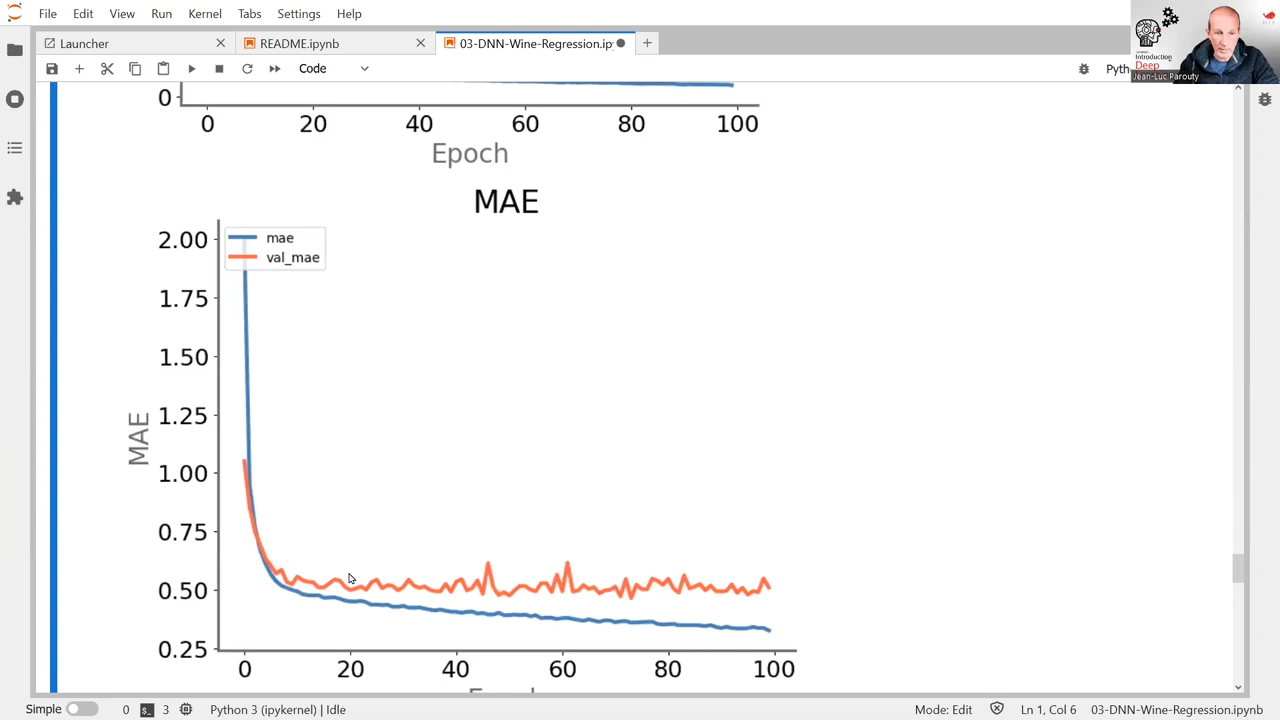 File Edit View Run Kernel Tabs Settings Help
Launcher README.ipynb 03-DNN-Wine-Regression.ipy
Code Pyth
Introduction
Deep
Jean-Luc Parouty
0
0 20 40 60 80 100
Epoch
MAE
mae
val_mae
2.00
1.75
1.50
1.25
1.00
0.75
0.50
0.25
MAE
0 20 40 60 80 100
Simple 0 3 Python 3 (ipykernel) | Idle Mode: Edit Ln 1, Col 6 03-DNN-Wine-Regression.ipynb